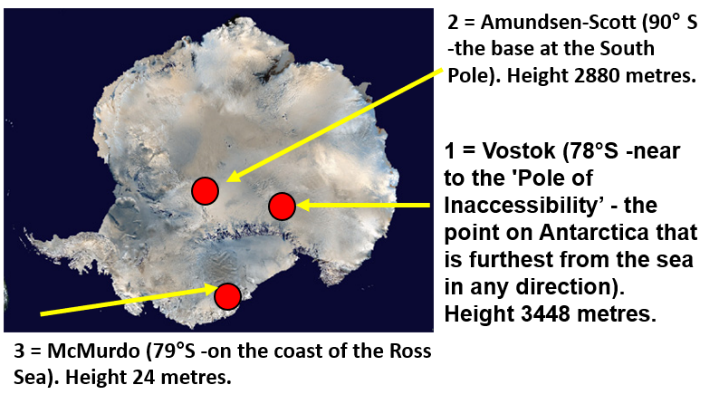 2 = Amundsen-Scott (90° S
-the base at the South
Pole). Height 2880 metres.
1 = Vostok (78°S -near
to the 'Pole of
Inaccessibility’ - the
point on Antarctica that
is furthest from the sea
in any direction).
Height 3448 metres.
3 = McMurdo (79°S -on the coast of the Ross
Sea). Height 24 metres.